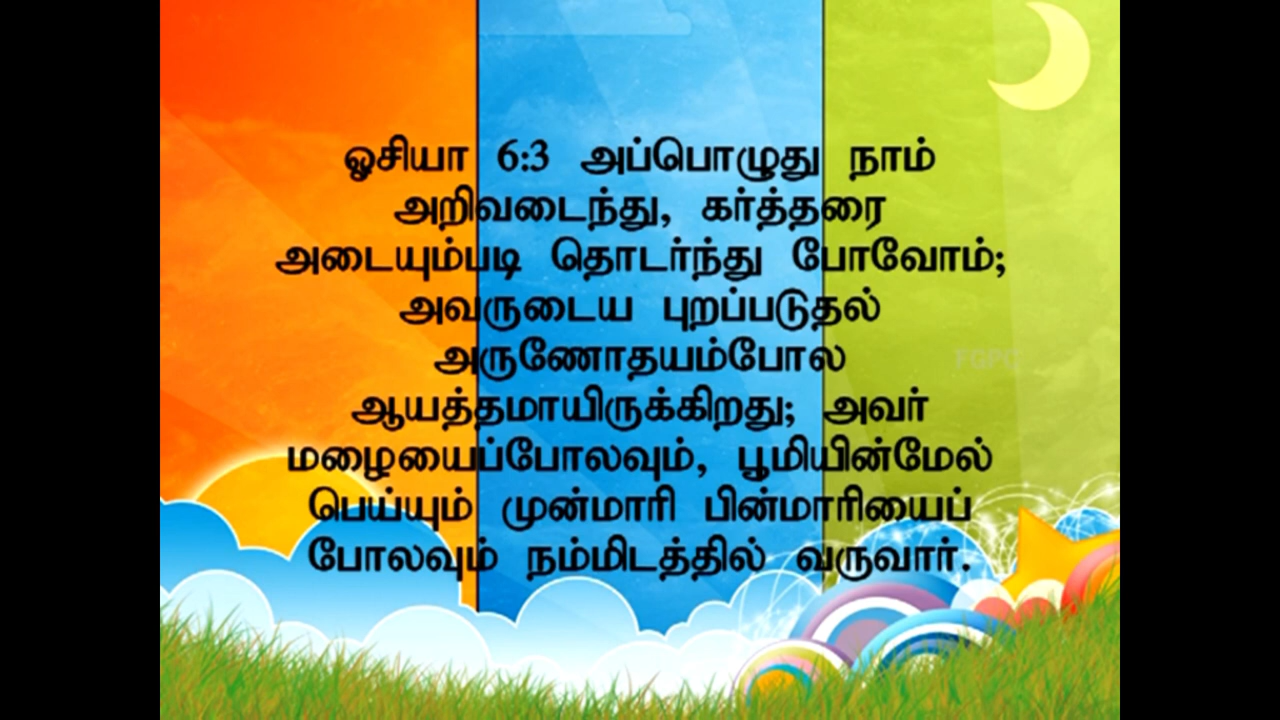 ஓசியா 6:3 அப்பொழுது நாம்
அறிவடைந்து, கர்த்தரை
அடையும்படி தொடர்ந்து போவோம்;
அவருடைய புறப்படுதல்
அருணோதயம்போல
ஆயத்தமாயிருக்கிறது; அவர்
மழையைப்போலவும், பூமியின்மேல்
பெய்யும் முன்மாரி பின்மாரியைப்
போலவும் நம்மிடத்தில் வருவார்.